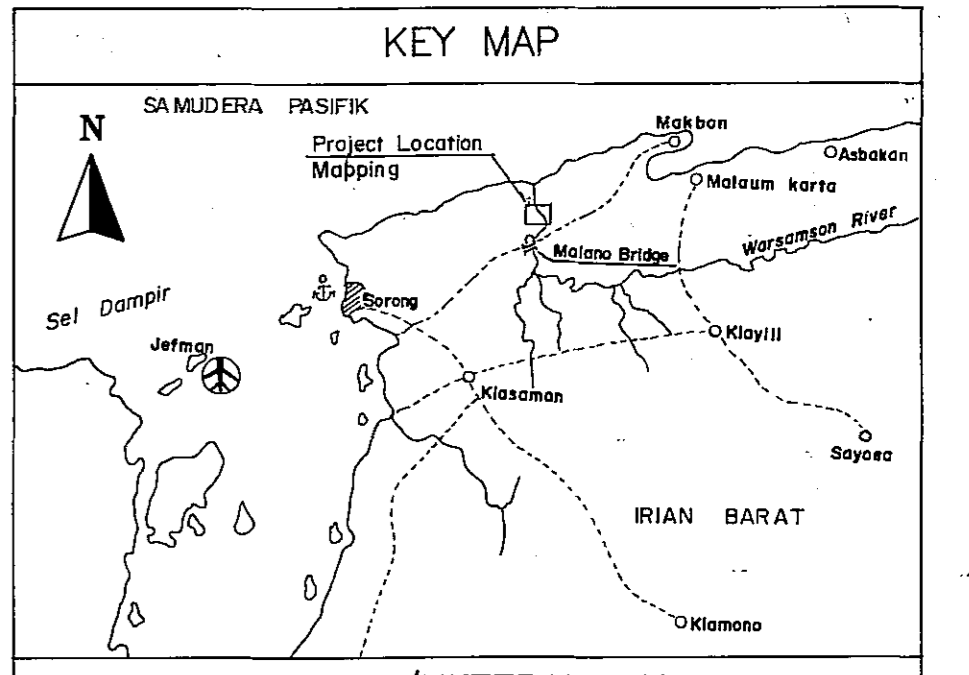 KEY MAP
SAMUDERA PASIFIK
N
Project Location
Mapping
Makbon
Asbakan
Malaum karta
Warsamson River
Malano Bridge
Sel Dampir
Sorong
Jefman
Klayili
Klasaman
Sayosa
IRIAN BARAT
Klamono